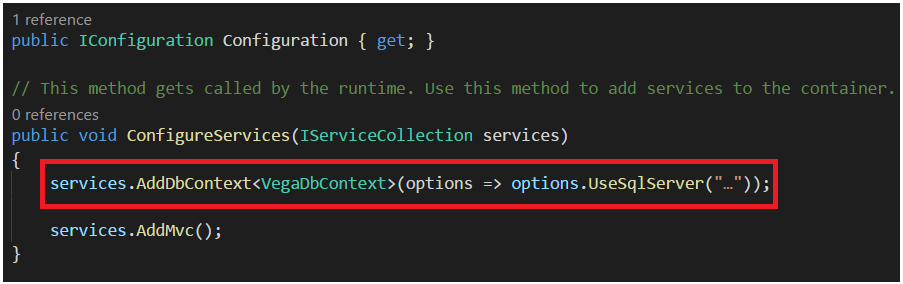 1 reference
public IConfiguration Configuration { get; }
// This method gets called by the runtime. Use this method to add services to the container.
0 references
public void ConfigureServices(IServiceCollection services)
{
services.AddDbContext<VegaDbContext>(options => options.UseSqlServer("…"));
services.AddMvc();
}